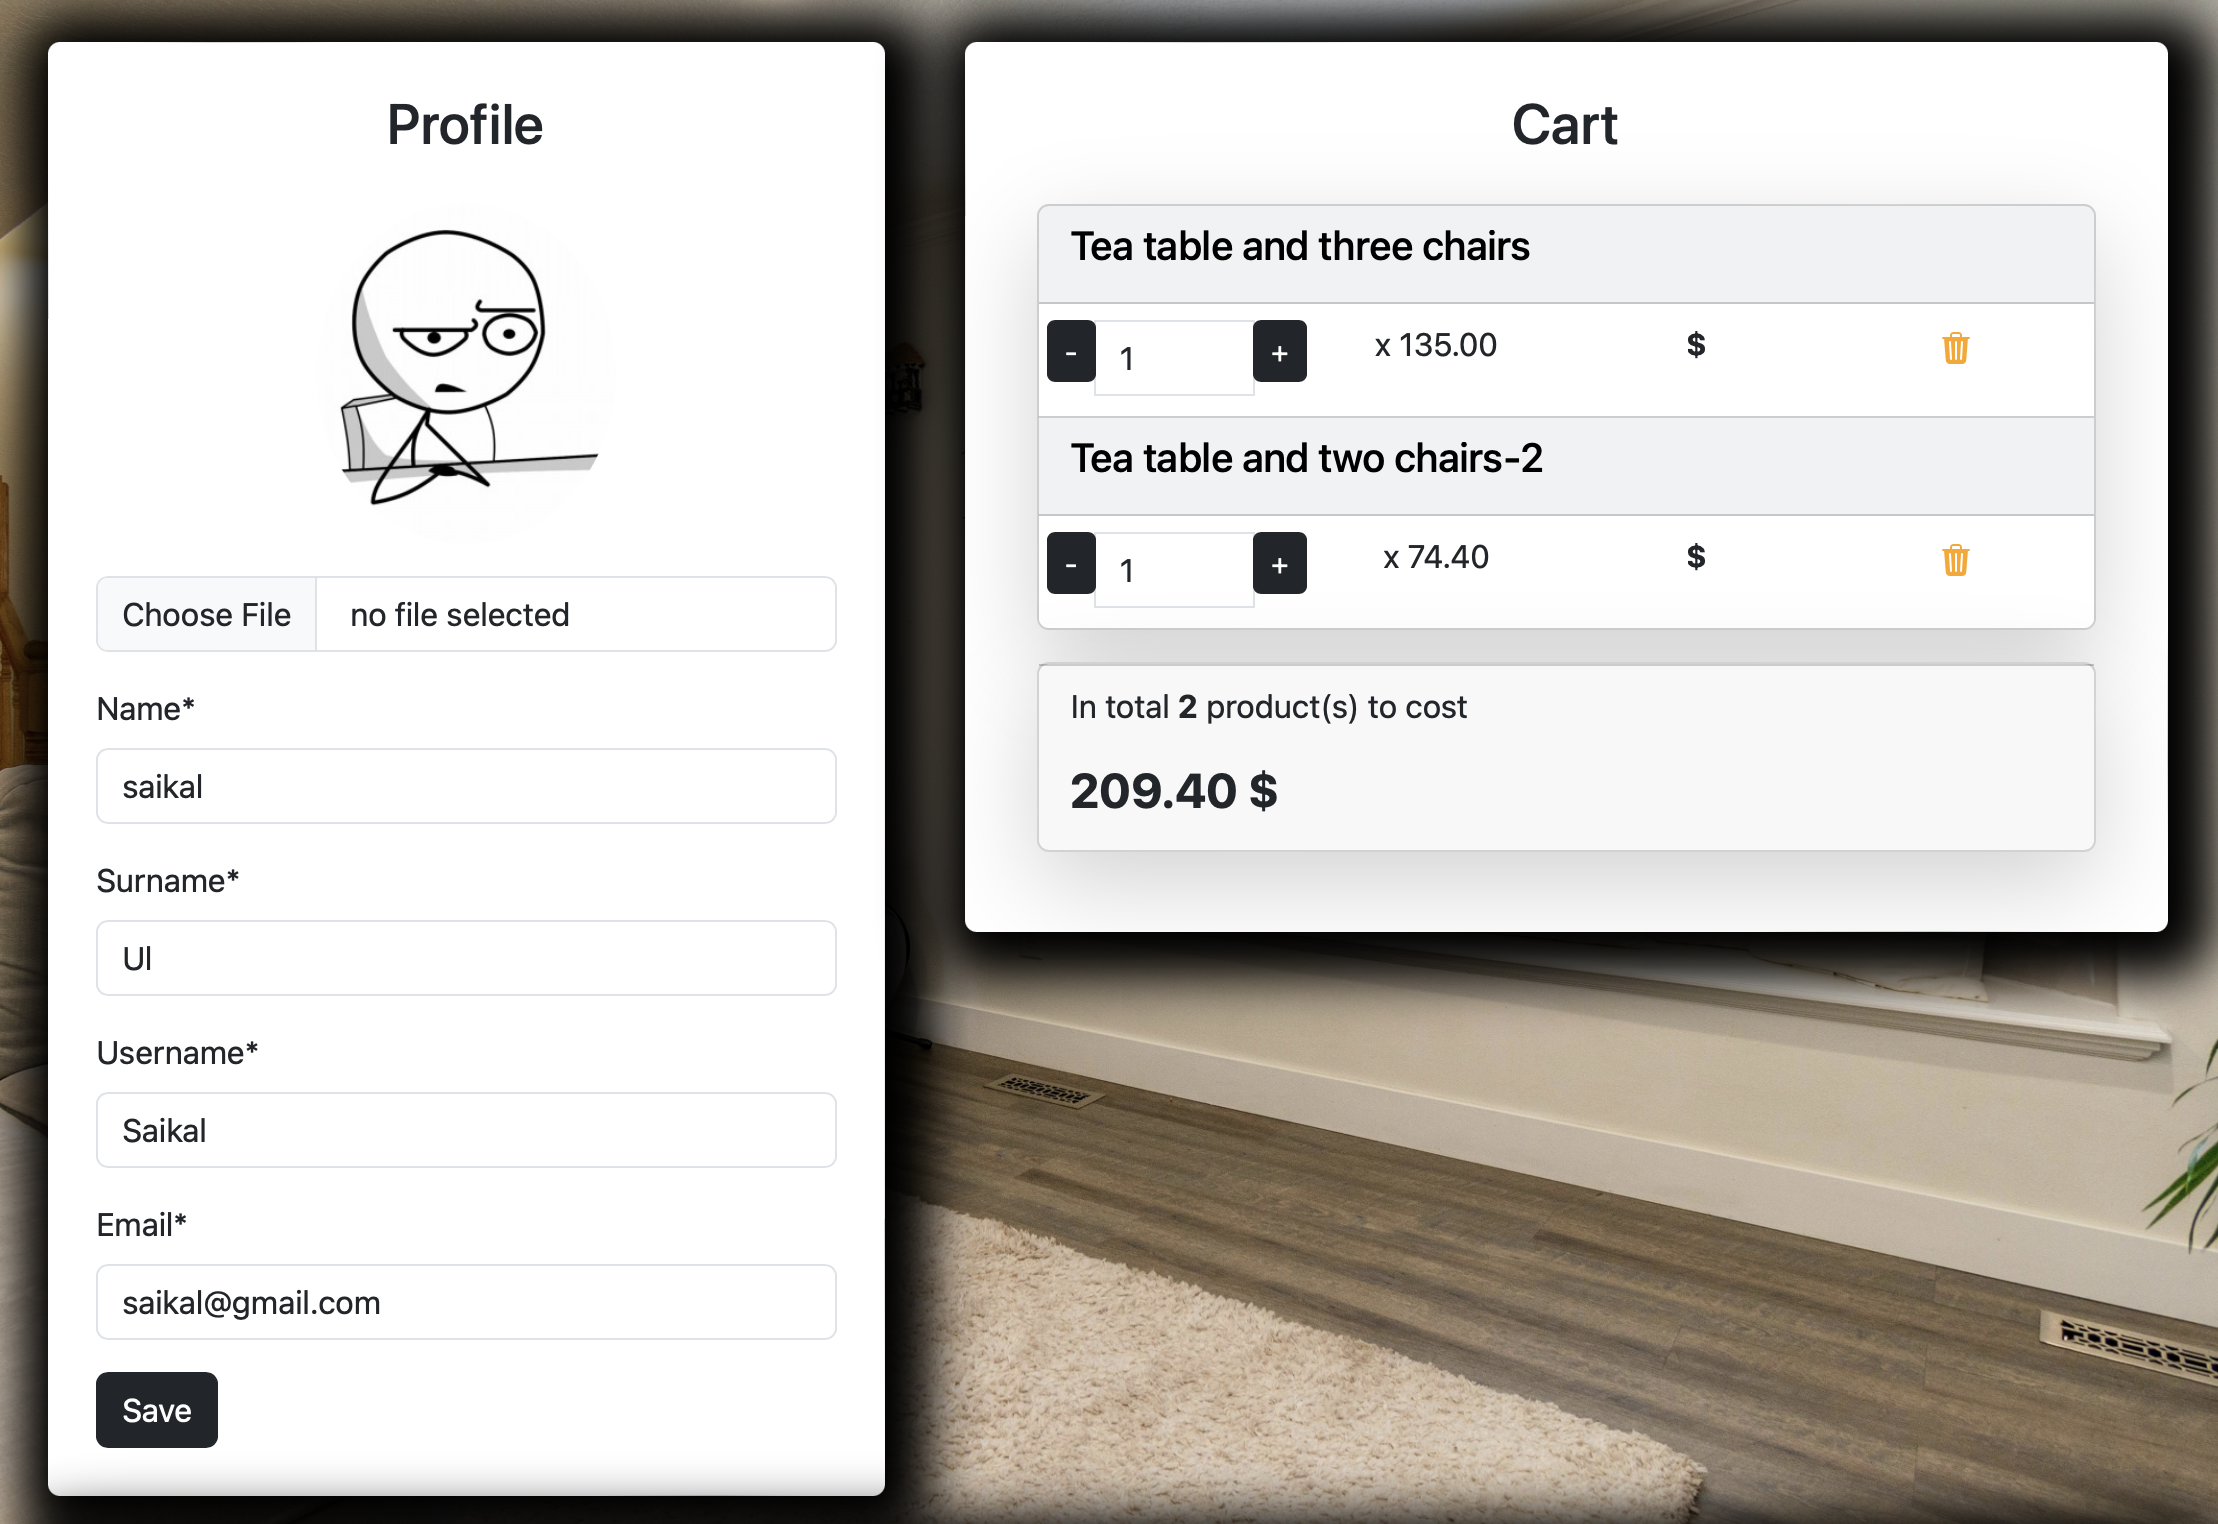 Profile
Choose File no file selected
Name*
saikal
Surname*
Ul
Username*
Saikal
Email*
saikal@gmail.com
Save
Cart
Tea table and three chairs
- 1 + x 135.00 $
Tea table and two chairs-2
- 1 + x 74.40 $
In total 2 product(s) to cost
209.40 $